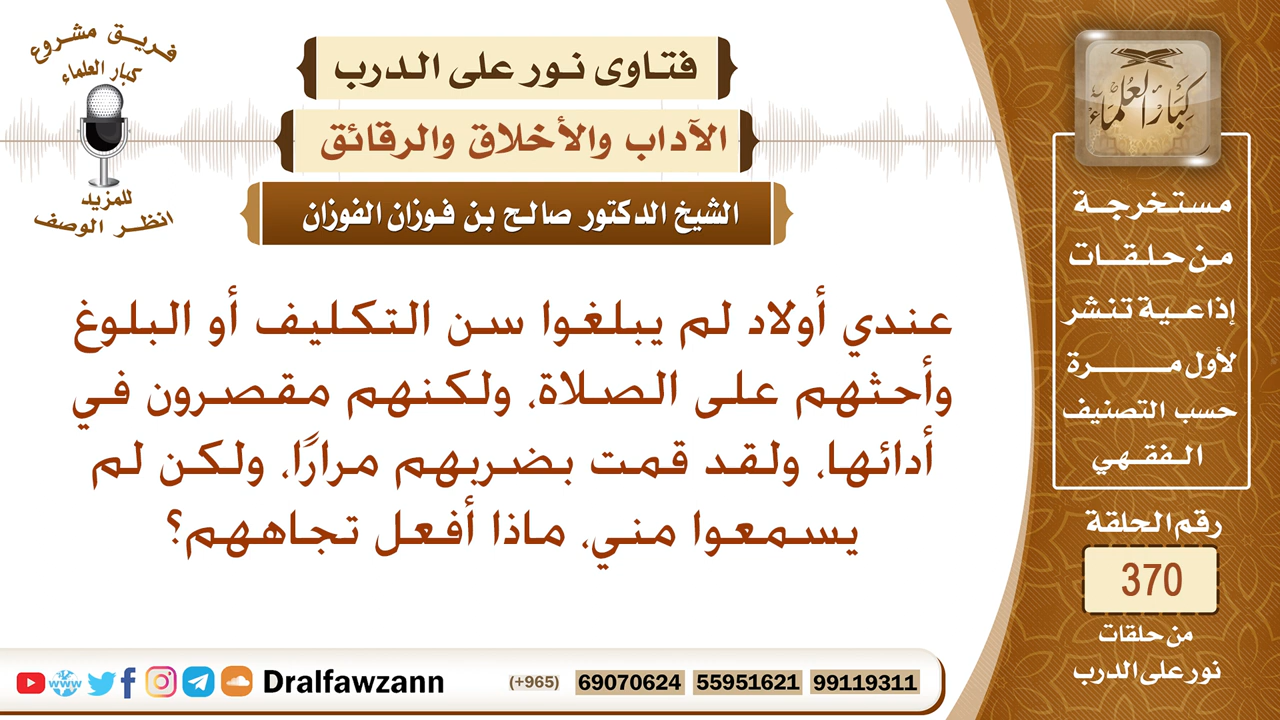 فريق مشروع
كبار العلماء
للمزيد
انظر الوصف
فتاوى نور على الدرب
الآداب والأخلاق والرقائق
الشيخ الدكتور صالح بن فوزان الفوزان
عندي أولاد لم يبلغوا سن التكليف أو البلوغ
وأحثهم على الصلاة، ولكنهم مقصرون في
أدائها، ولقد قمت بضربهم مرارًا، ولكن لم
يسمعوا مني، ماذا أفعل تجاههم؟
كبار العلماء
مستخرجة
من حلقات
إذاعية تنشر
لأول مرة
حسب التصنيف
الفقهي
رقم الحلقة
370
من حلقات
نور على الدرب
www Dralfawzann (+965) 69070624 55951621 99119311